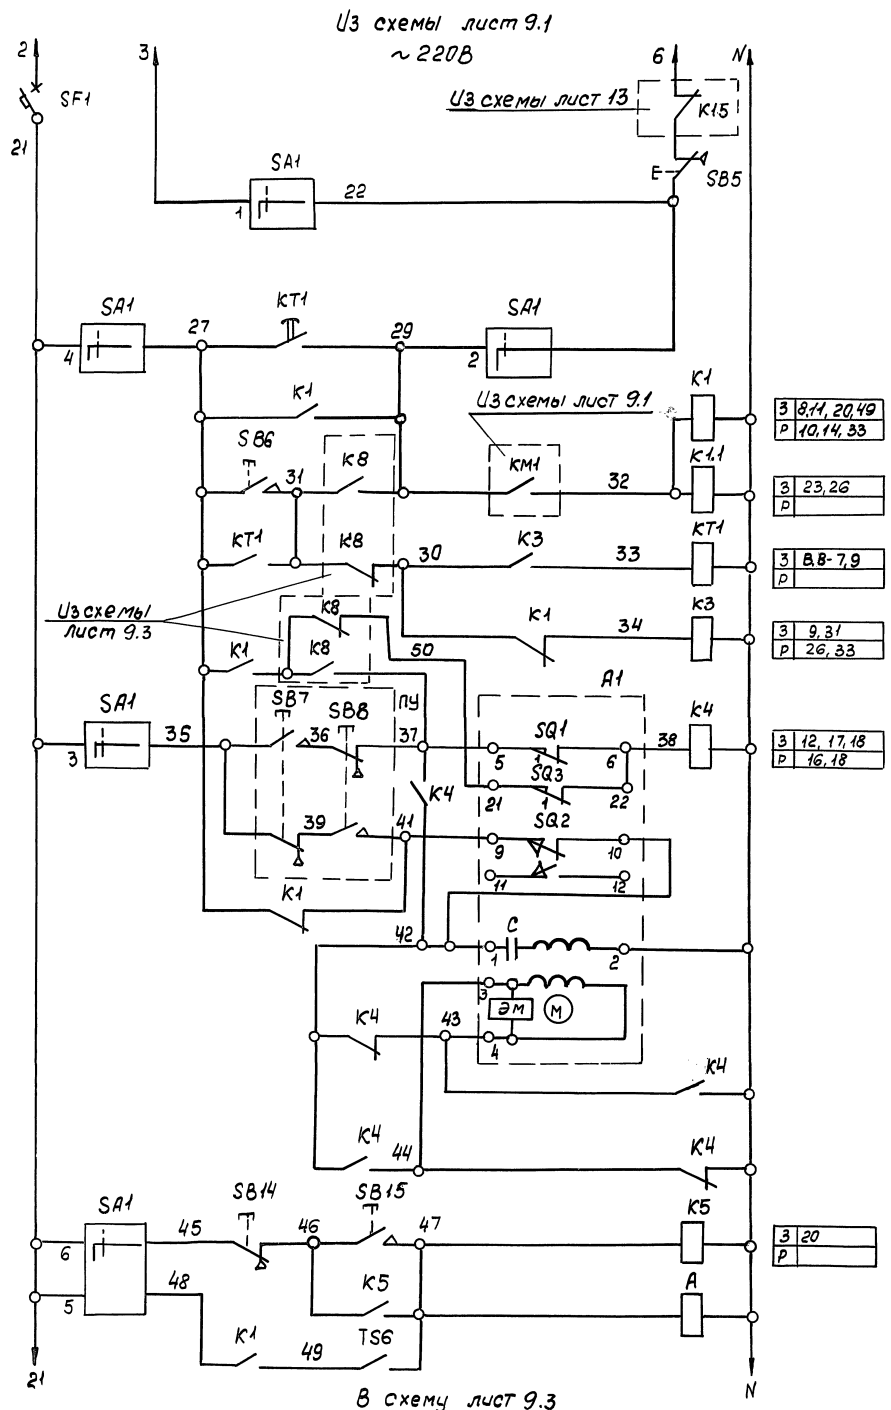 Из схемы лист 9.1
~ 220В
2
3
6
N
SF1
Из схемы лист 13
K15
21
SA1
SB5
E
1
22
SA1
27
KT1
29
SA1
4
2
K1
Из схемы лист 9.1
K1
З 8,11, 20,49
Р 10,14, 33
SB6
31
K8
KM1
32
K1.1
З 23,26
Р
KT1
K8
30
K3
33
KT1
З 8,8-7,9
Р
Из схемы
лист 9.3
K8
K1
34
K3
З 9,31
Р 26,33
K1
K8
50
A1
SA1
35
SB7
SB8
ПУ
36
37
SQ1
K4
3
5
1
6
38
З 12, 17,18
Р 16,18
SQ3
K4
21
1
22
39
41
SQ2
9
10
11
12
K1
42
C
1
2
3
ЭМ
M
K4
43
4
K4
K4
44
K4
SA1
SB14
SB15
K5
45
46
47
З 20
Р
6
48
K5
A
5
K1
49
TS6
21
N
В схему лист 9.3